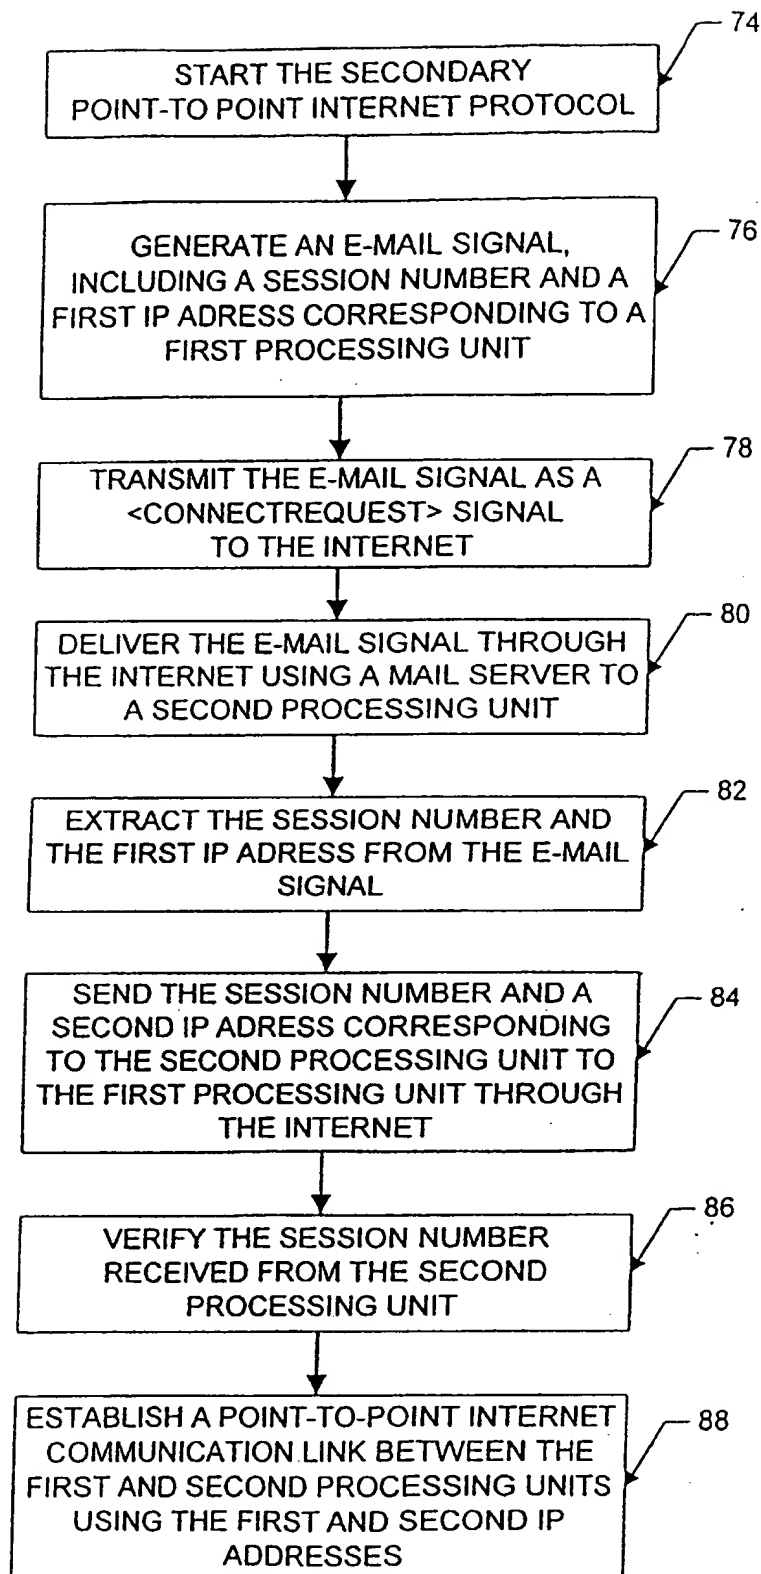 74
START THE SECONDARY
POINT-TO POINT INTERNET PROTOCOL
76
GENERATE AN E-MAIL SIGNAL,
INCLUDING A SESSION NUMBER AND A
FIRST IP ADRESS CORRESPONDING TO A
FIRST PROCESSING UNIT
78
TRANSMIT THE E-MAIL SIGNAL AS A
<CONNECTREQUEST> SIGNAL
TO THE INTERNET
80
DELIVER THE E-MAIL SIGNAL THROUGH
THE INTERNET USING A MAIL SERVER TO
A SECOND PROCESSING UNIT
82
EXTRACT THE SESSION NUMBER AND
THE FIRST IP ADRESS FROM THE E-MAIL
SIGNAL
84
SEND THE SESSION NUMBER AND A
SECOND IP ADRESS CORRESPONDING
TO THE SECOND PROCESSING UNIT TO
THE FIRST PROCESSING UNIT THROUGH
THE INTERNET
86
VERIFY THE SESSION NUMBER
RECEIVED FROM THE SECOND
PROCESSING UNIT
88
ESTABLISH A POINT-TO-POINT INTERNET
COMMUNICATION LINK BETWEEN THE
FIRST AND SECOND PROCESSING UNITS
USING THE FIRST AND SECOND IP
ADDRESSES